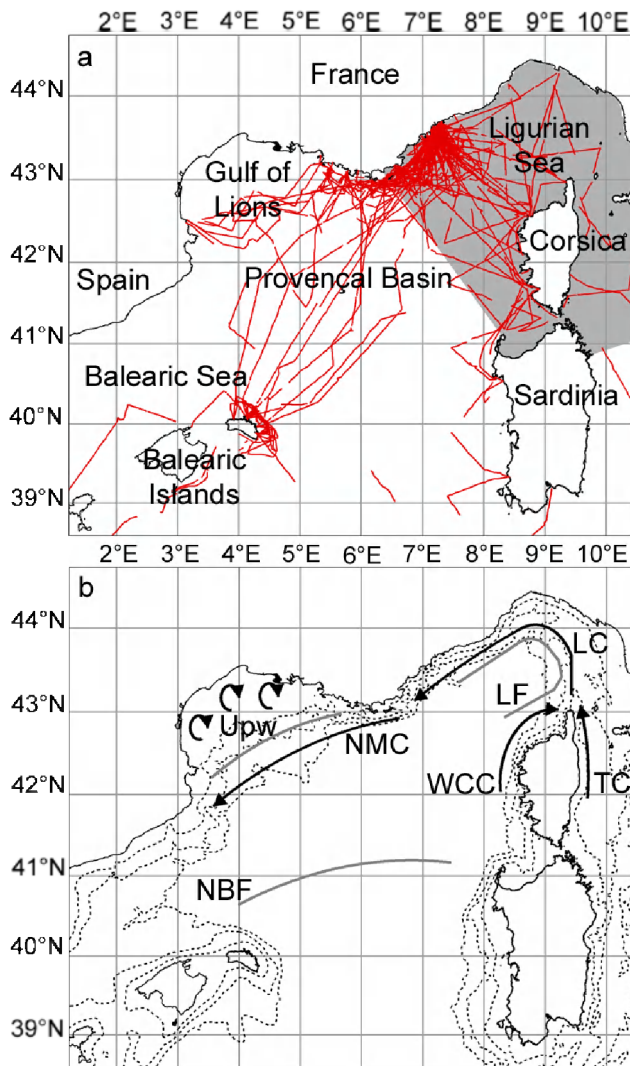 2°E 3°E 4°E 5°E 6°E 7°E 8°E 9°E 10°E
a
France
44°N
Ligurian
Sea
43°N
Gulf of
Lions
Corsica
42°N
Spain
Provençal Basin
41°N
Balearic Sea
Sardinia
40°N
Balearic
Islands
39°N
2°E 3°E 4°E 5°E 6°E 7°E 8°E 9°E 10°E
b
44°N
LC
43°N
LF
Upw
NMC
WCC
TC
42°N
41°N
NBF
40°N
39°N